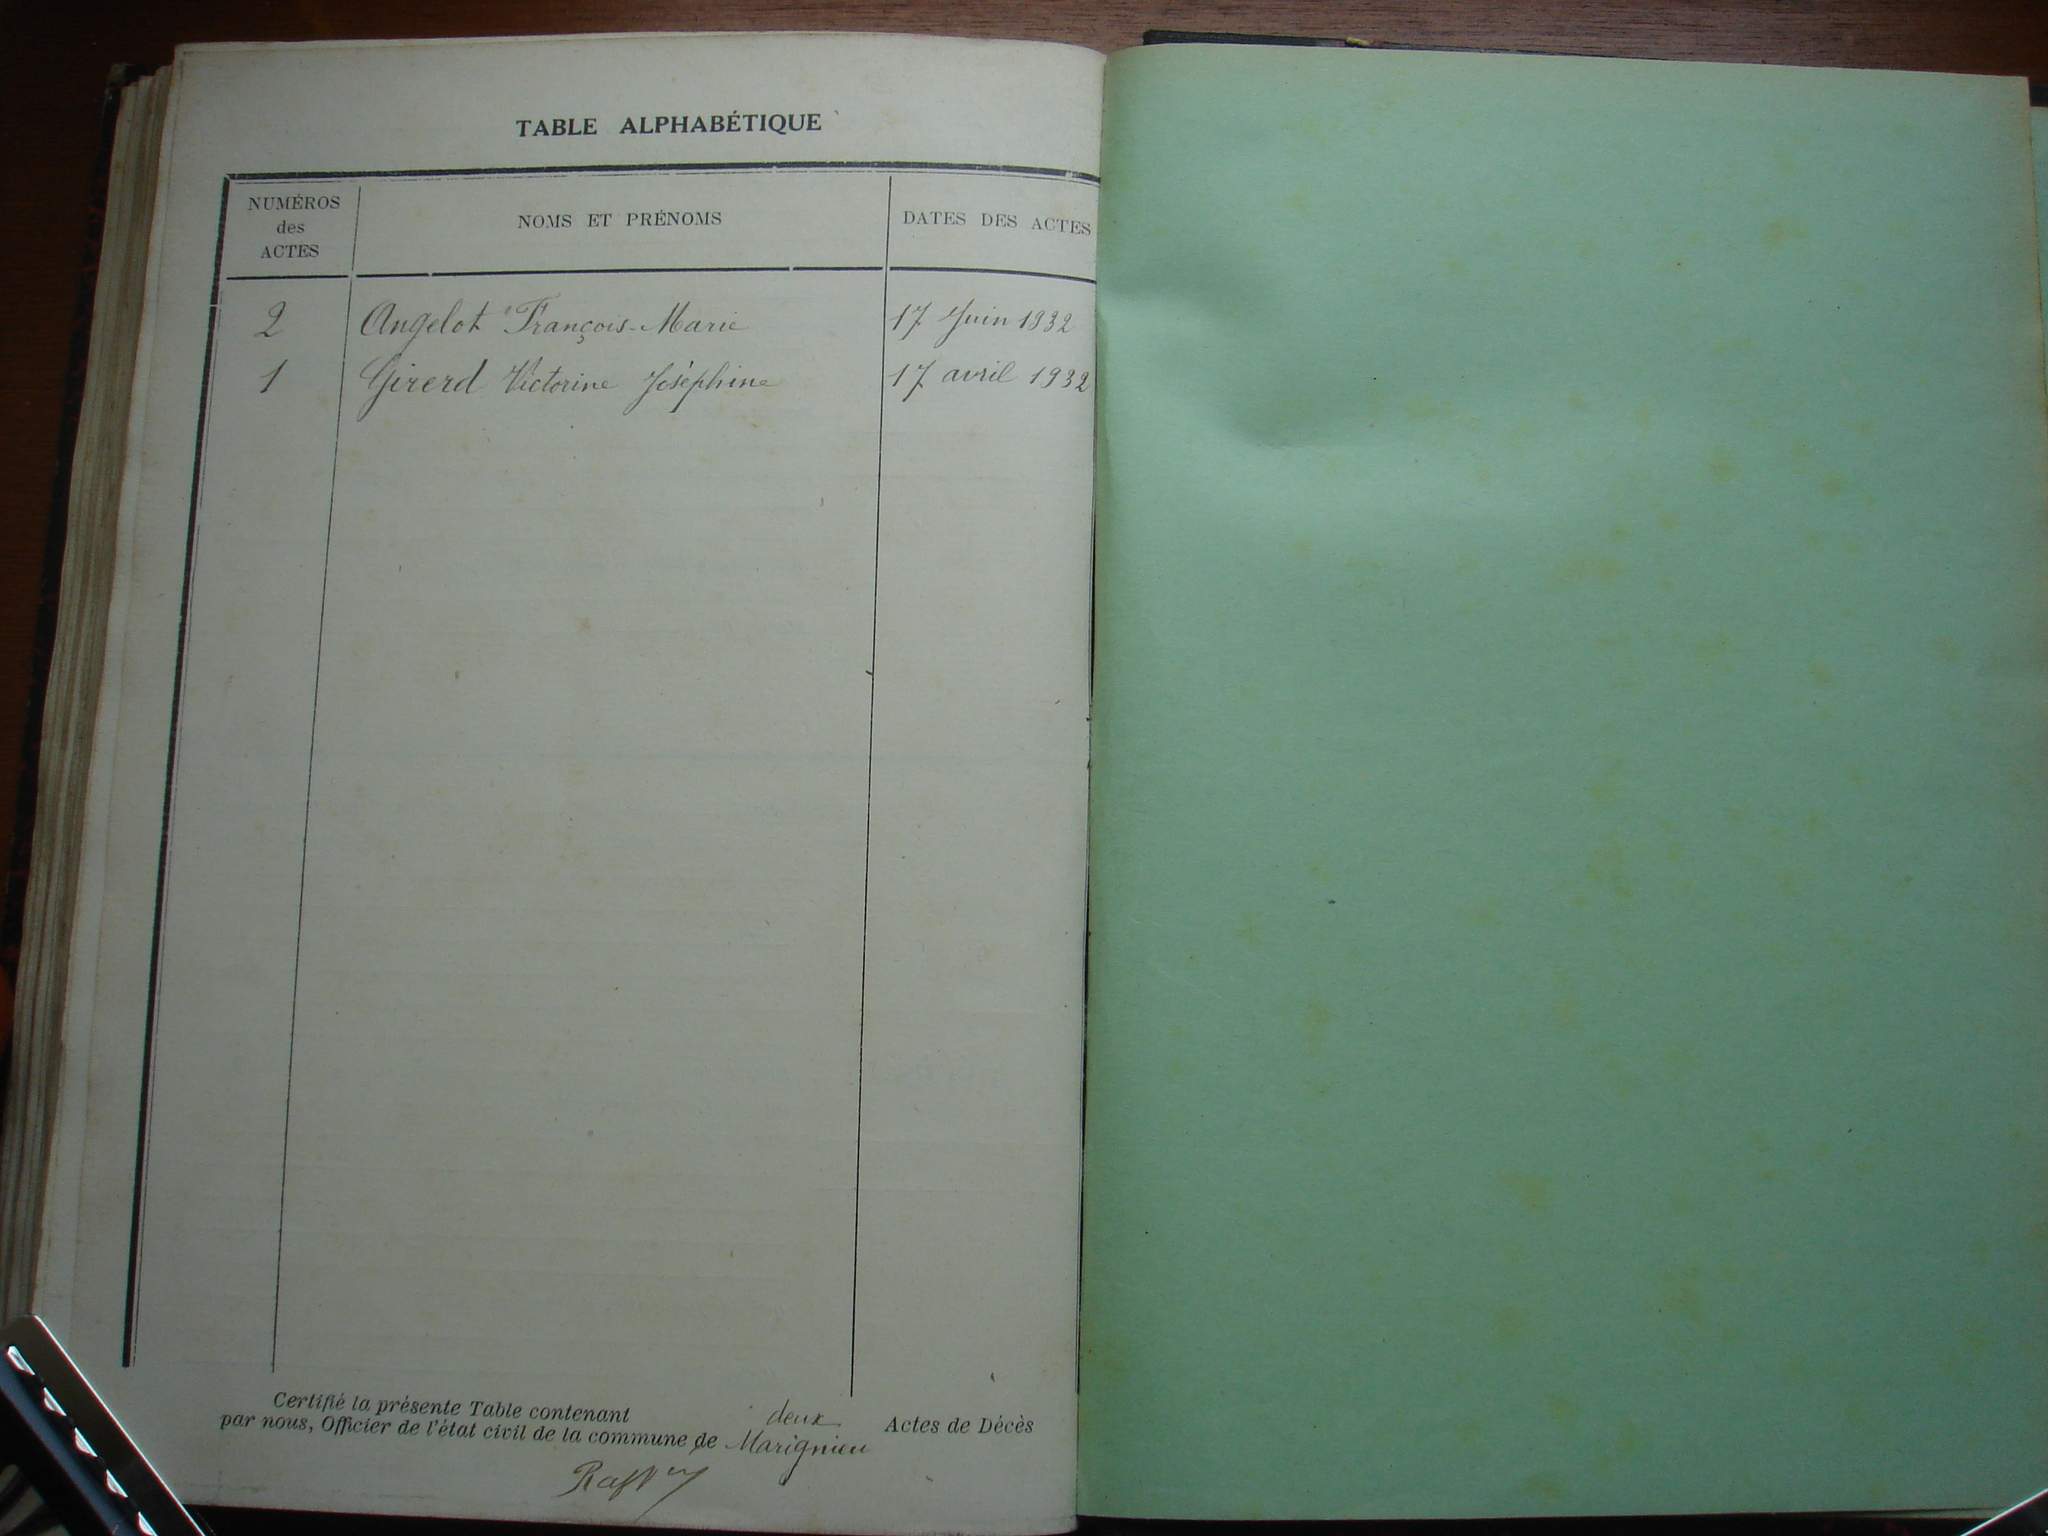 TABLE ALPHABÉTIQUE
NUMÉROS des ACTES
NOMS ET PRÉNOMS
DATES DES ACTES
2 Angelot François-Marie 17 Juin 1932
1 Girerd Victorine Joséphine 17 avril 1932
Certifié la présente Table contenant deux Actes de Décès
par nous, Officier de l'état civil de la commune de Marignieu